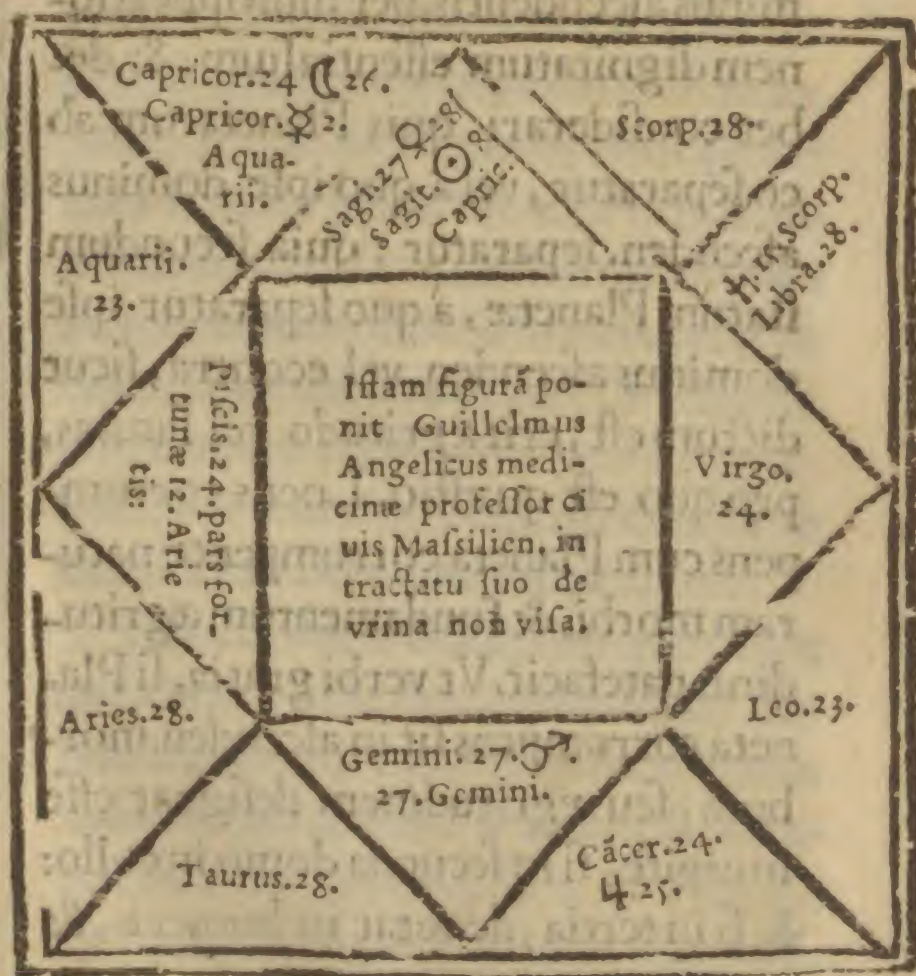 Capricor.24 ☾ 26.
Capricor. ☿ 2.
Aqua-
rii.
Sagi.27 ♀ 28.
Sagit. ☉ 8.
Capric.
Scorp.28.
♄.15.Scorp.
Libra.28.
Aquarii.
23.
Piscis.24.pars for-
tunæ 12. Arie
tis:
Iſtam figurã po-
nit Guillelmus
Angelicus medi-
cinæ profeſſor ci
uis Maſsilien. in
tractatu ſuo de
vrina non viſa.
Virgo.
24.
Aries.28.
Leo.23.
Gemini. 27. ♂.
27. Gemini.
Taurus.28.
Cãcer.24.
♃ 25.